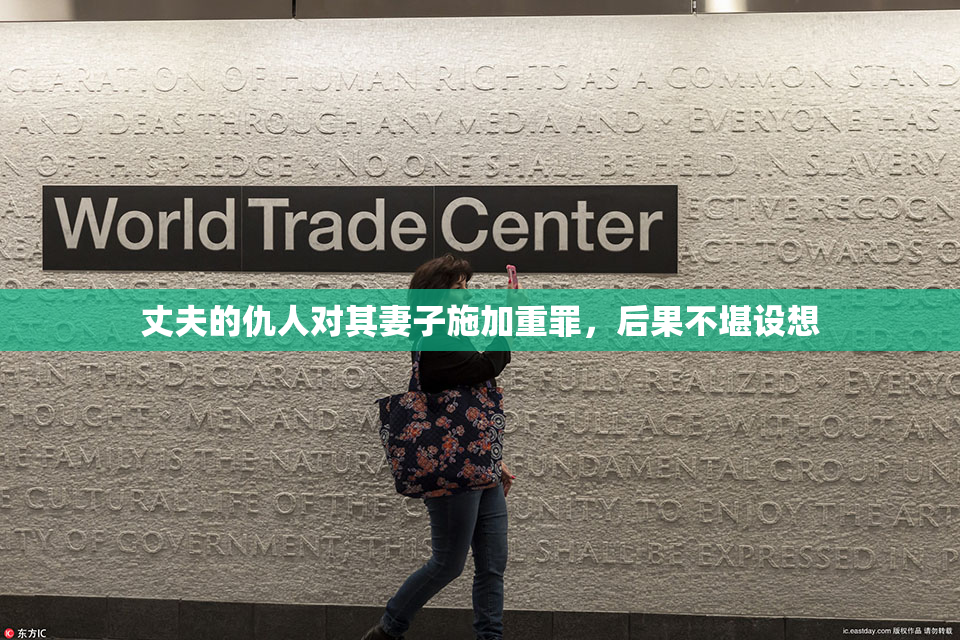 CLARATION OF HUMAN RIGHTS AS A COMMON STAND
AND IDEAS THROUGH ANY MEDIA AND EVERYONE HAS T
OF THIS PLEDGE NO ONE SHALL BE HELD IN SLAVERY
World Trade Center
ECTIVE RECOGN
ACT TOWARDS O
丈夫的仇人对其妻子施加重罪，后果不堪设想
IN THIS DECLARATION FULLY REALIZED EVERYO
THOUGHT MEN AND FULL AGE WITHO
FAMILY IS THE NATURA FUNDAMENTAL GROUP
CULTURAL LIFE OF THE UNITY, TO ENJOY THE ART
TY OF GOVERNMENT; THIS SHALL BE EXPRESSED IN P
东方IC
ic.eastday.com 版权作品 请勿转载